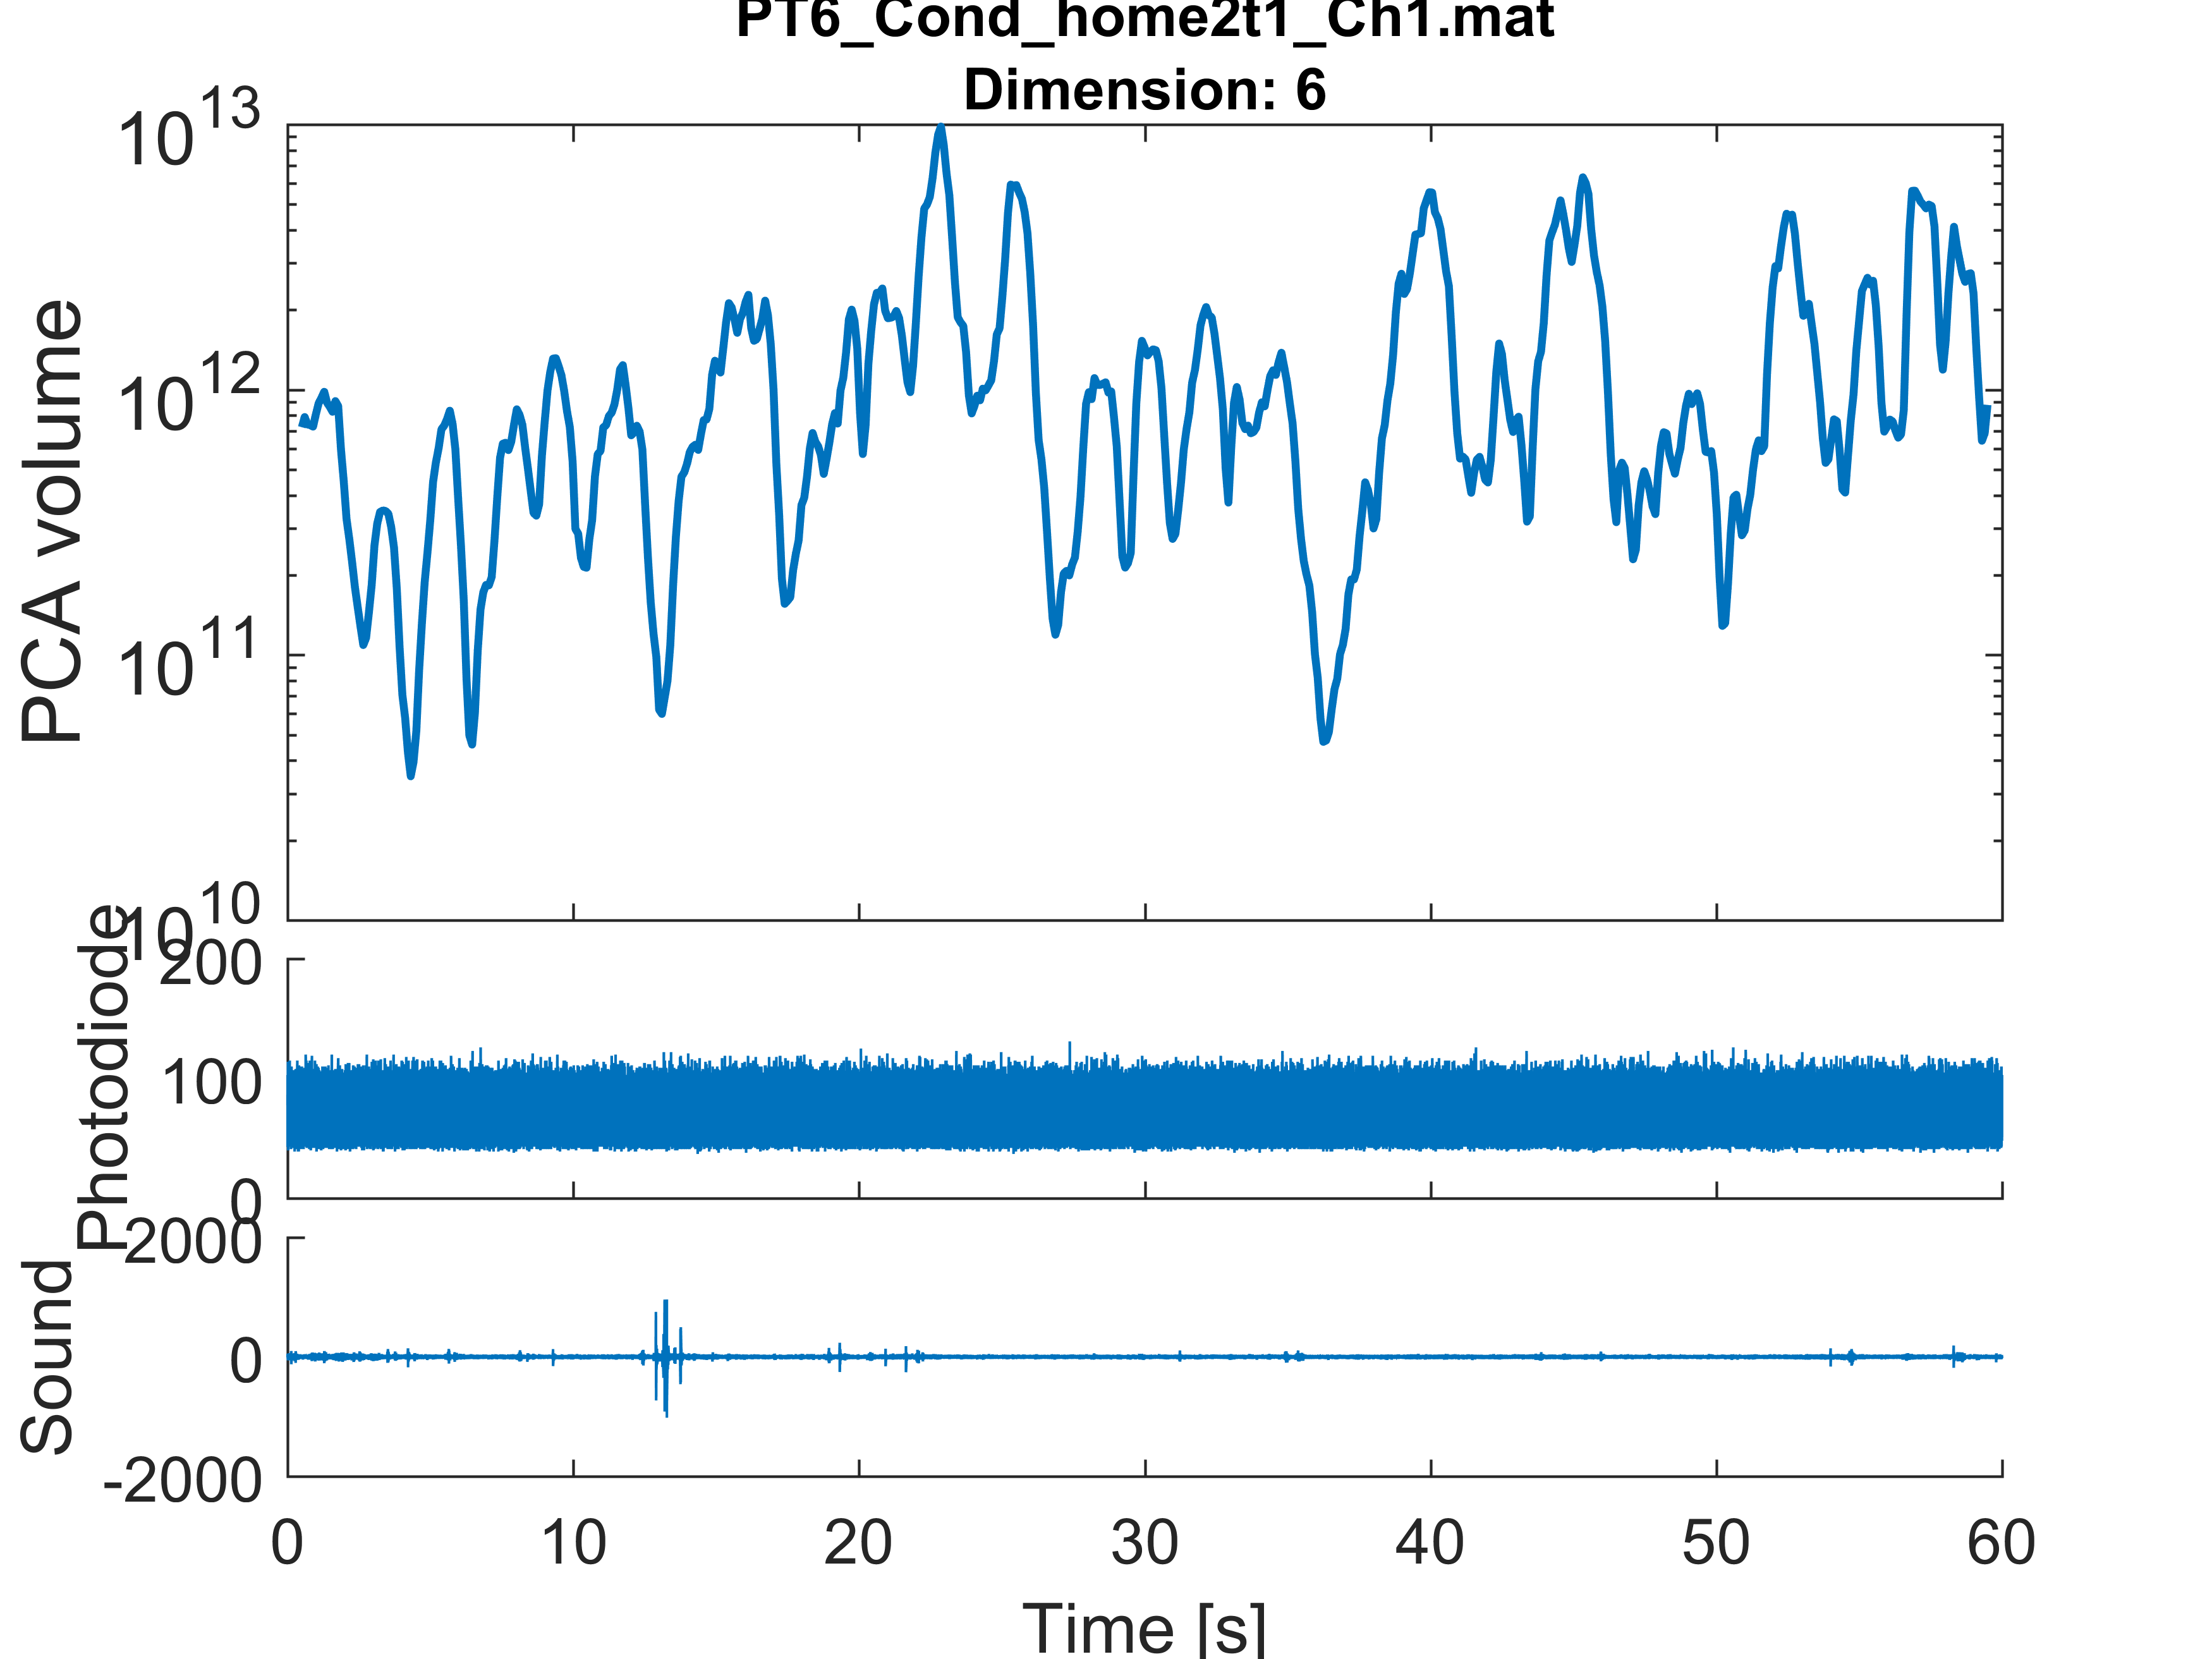 PT6_Cond_home2t1_Ch1.mat
Dimension: 6
PCA volume
10^13
10^12
10^11
10^10
Photodiode
200
100
0
Sound
2000
0
-2000
0 10 20 30 40 50 60
Time [s]